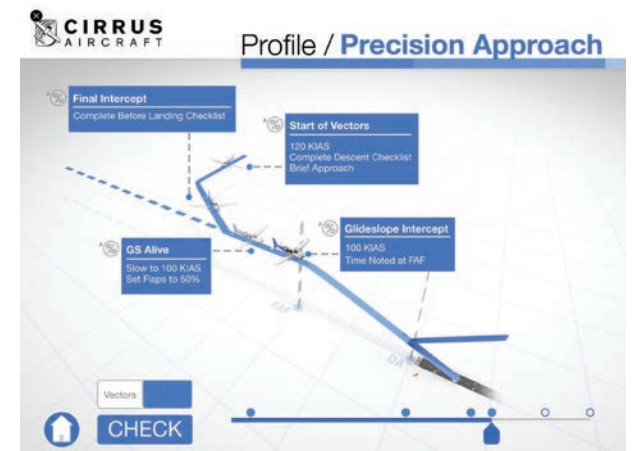 CIRRUS
AIRCRAFT
Profile / Precision Approach
Final Intercept
Complete Before Landing Checklist
Start of Vectors
120 KIAS
Complete Descent Checklist
Brief Approach
Glideslope Intercept
100 KIAS
Time Noted at FAF
GS Alive
Slow to 100 KIAS
Set Flaps to 50%
FAF
DA
Vectors
CHECK